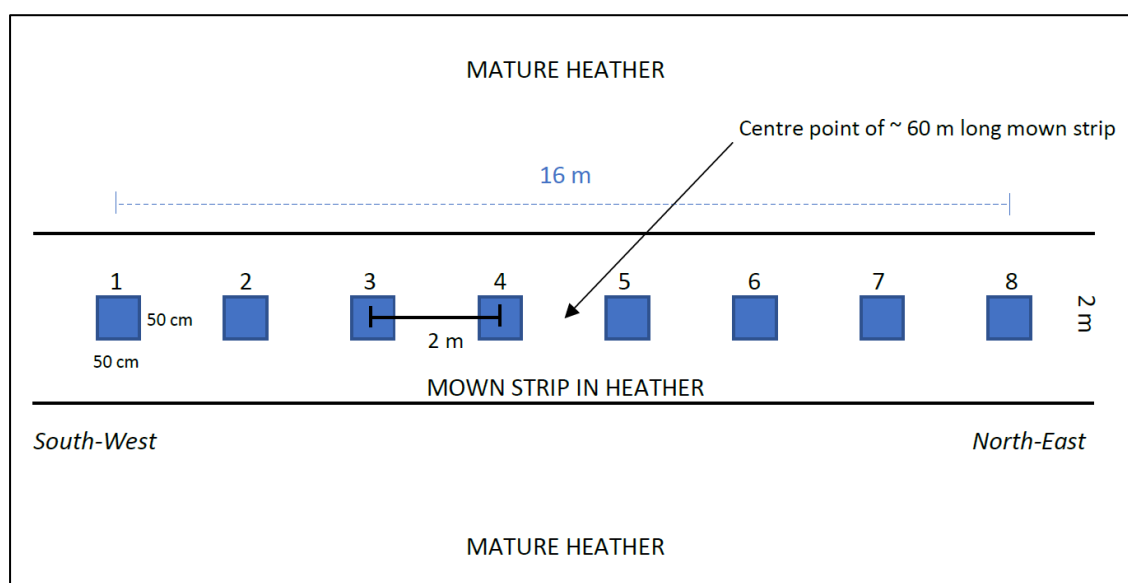 MATURE HEATHER
Centre point of ~ 60 m long mown strip
16 m
1 2 3 4 5 6 7 8
50 cm
2 m
2 m
50 cm
MOWN STRIP IN HEATHER
South-West
North-East
MATURE HEATHER